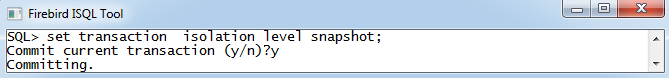 Firebird ISQL Tool
SQL> set transaction  isolation level snapshot;
Commit current transaction (y/n)?y
Committing.